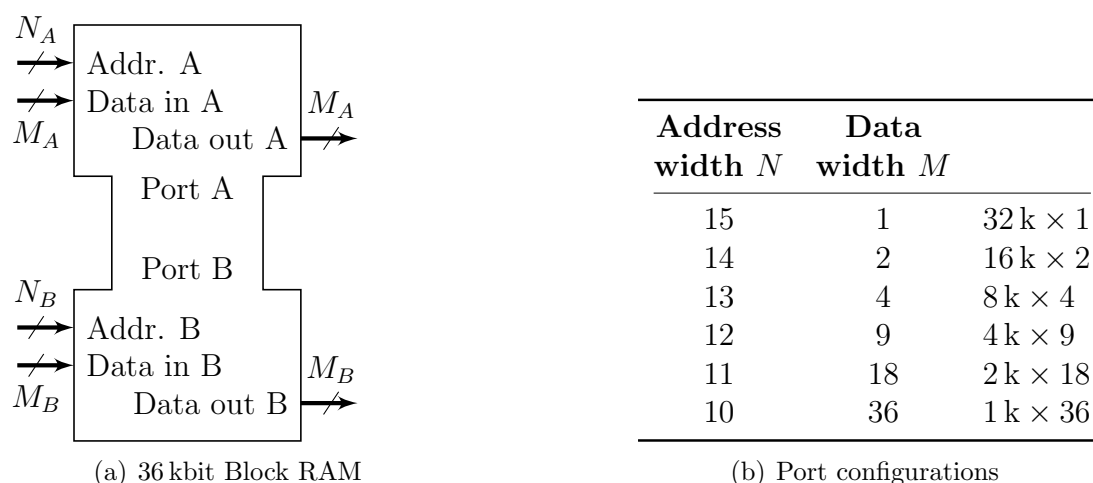 N_A
Addr. A
Data in A
M_A
M_A
Data out A
Port A
Port B
N_B
Addr. B
Data in B
M_B
M_B
Data out B
(a) 36 kbit Block RAM
Address Data
width N width M
15 1 32 k × 1
14 2 16 k × 2
13 4 8 k × 4
12 9 4 k × 9
11 18 2 k × 18
10 36 1 k × 36
(b) Port configurations